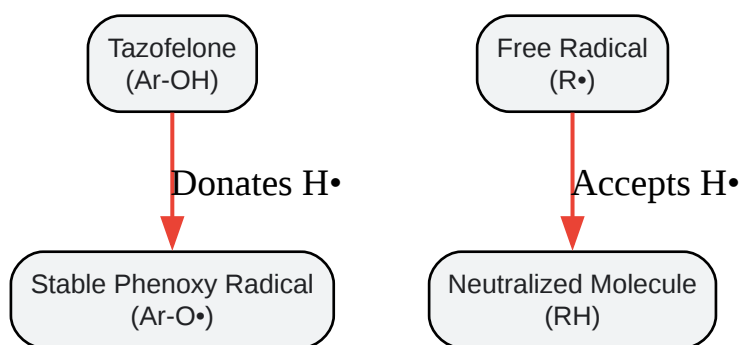 Tazofelone
(Ar-OH)
Free Radical
(R•)
Donates H•
Accepts H•
Stable Phenoxy Radical
(Ar-O•)
Neutralized Molecule
(RH)